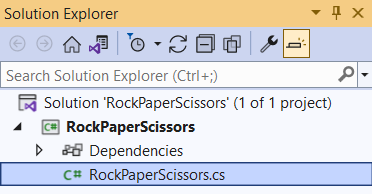 Solution Explorer
Search Solution Explorer (Ctrl+;)
Solution 'RockPaperScissors' (1 of 1 project)
C# RockPaperScissors
Dependencies
C# RockPaperScissors.cs